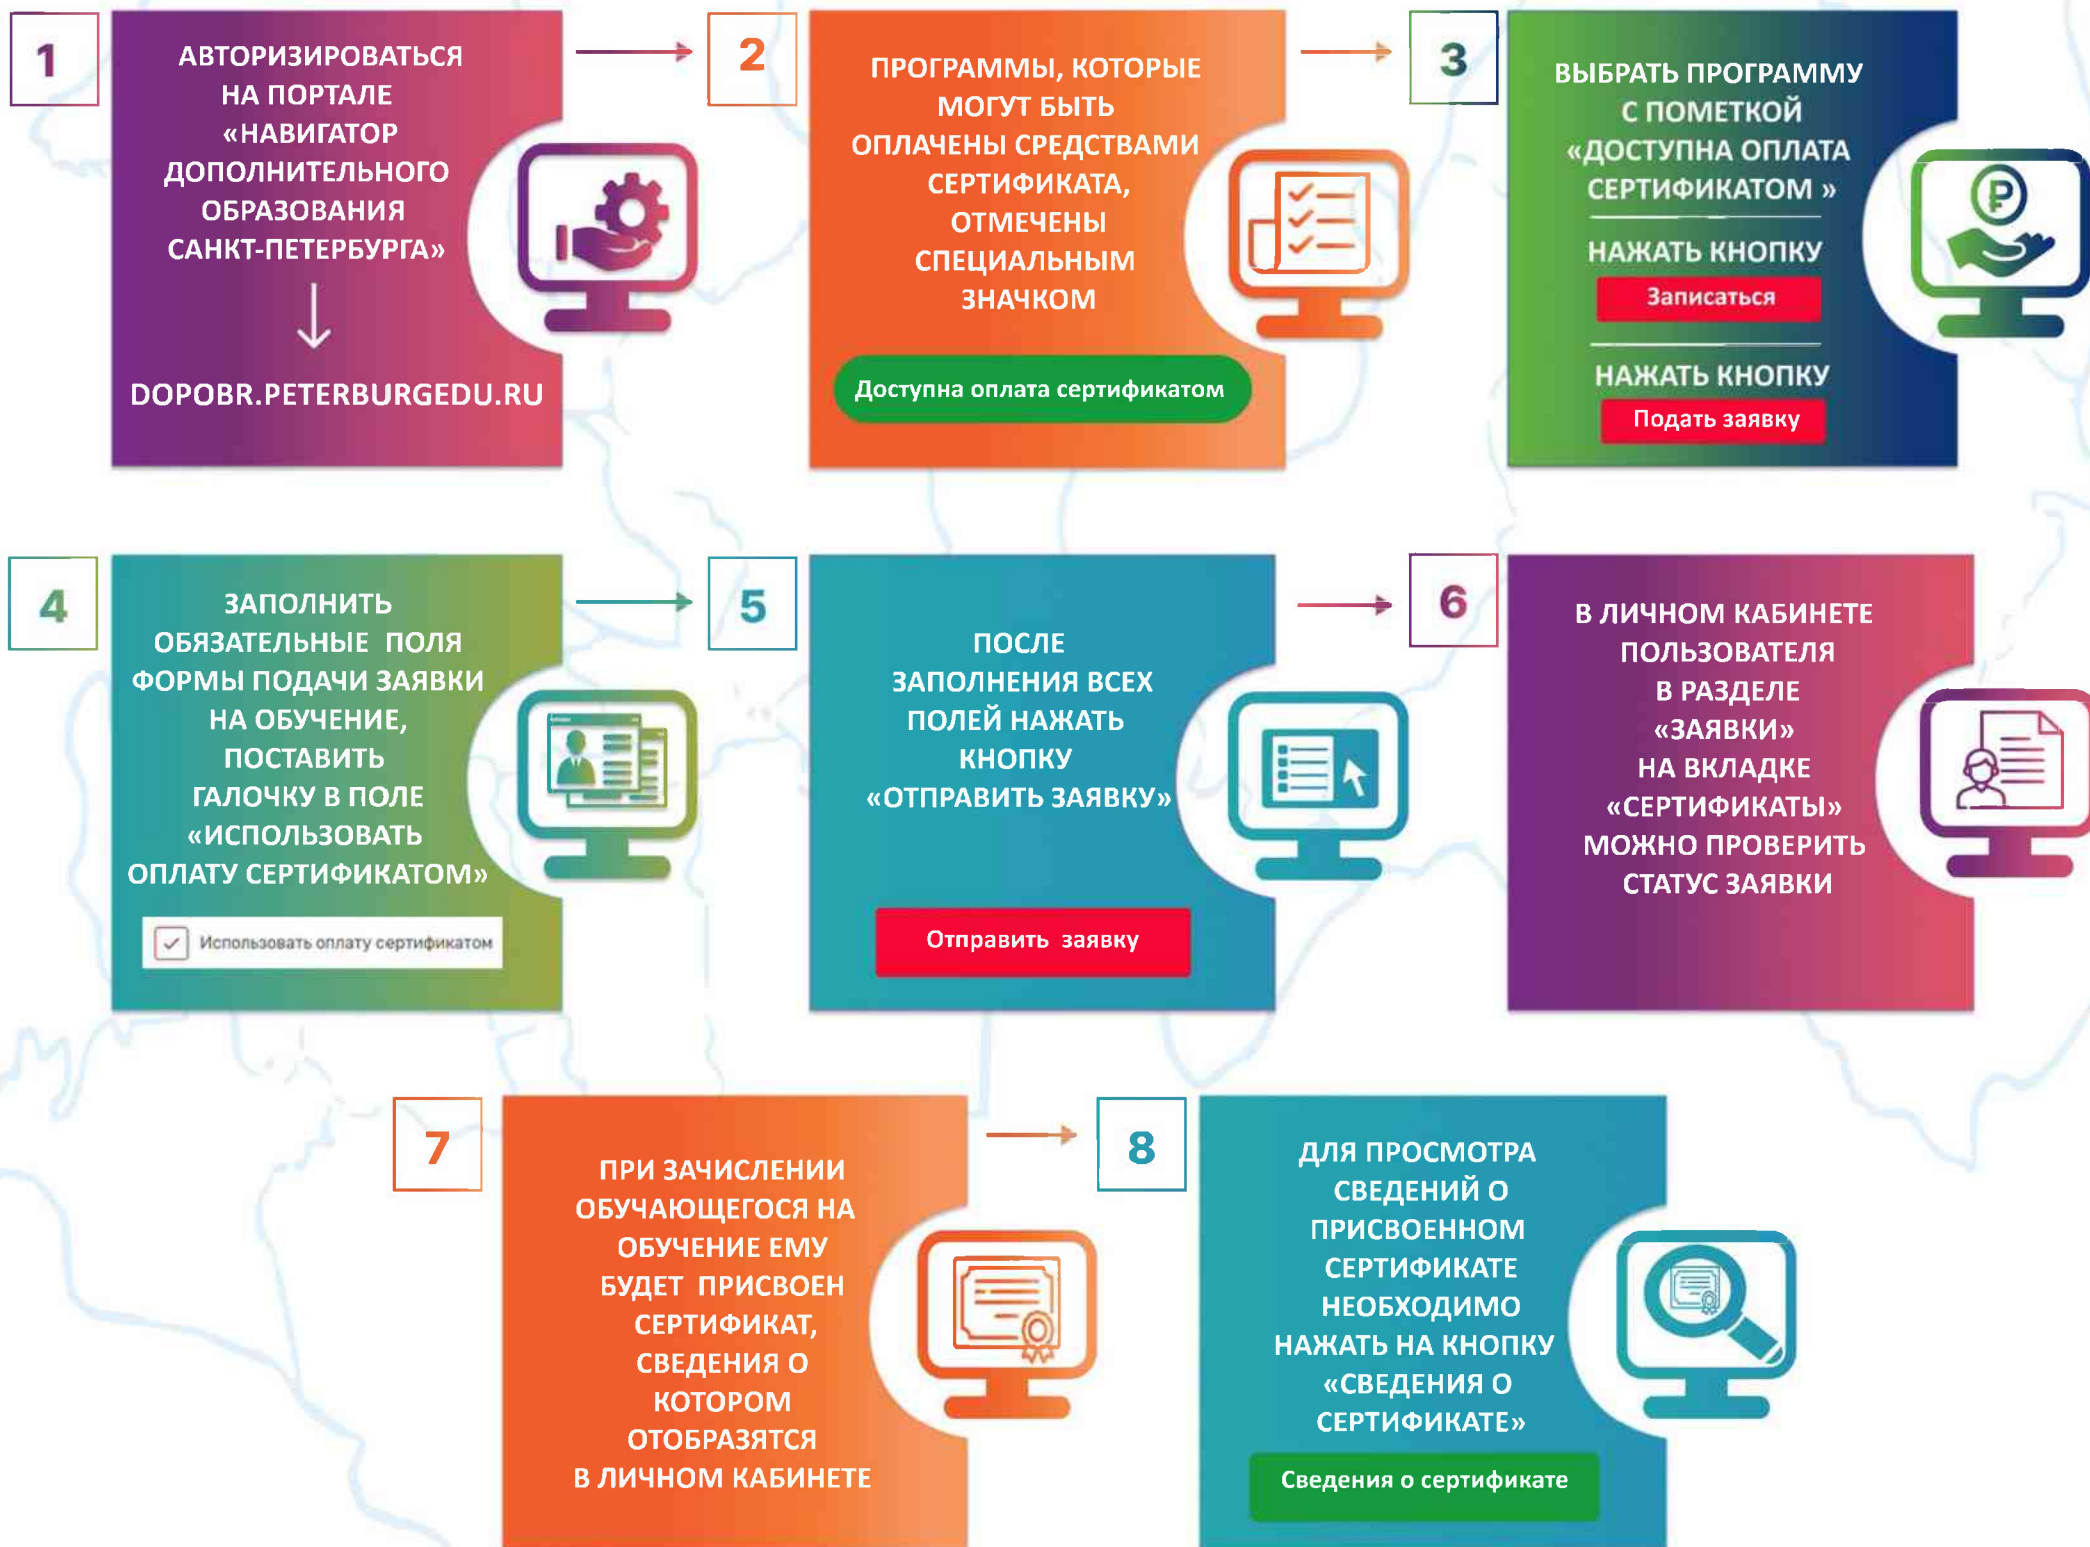 1
АВТОРИЗИРОВАТЬСЯ
НА ПОРТАЛЕ
«НАВИГАТОР
ДОПОЛНИТЕЛЬНОГО
ОБРАЗОВАНИЯ
САНКТ-ПЕТЕРБУРГА»
DOPOBR.PETERBURGEDU.RU
2
ПРОГРАММЫ, КОТОРЫЕ
МОГУТ БЫТЬ
ОПЛАЧЕНЫ СРЕДСТВАМИ
СЕРТИФИКАТА,
ОТМЕЧЕНЫ
СПЕЦИАЛЬНЫМ
ЗНАЧКОМ
Доступна оплата сертификатом
3
ВЫБРАТЬ ПРОГРАММУ
С ПОМЕТКОЙ
«ДОСТУПНА ОПЛАТА
СЕРТИФИКАТОМ »
НАЖАТЬ КНОПКУ
Записаться
НАЖАТЬ КНОПКУ
Подать заявку
4
ЗАПОЛНИТЬ
ОБЯЗАТЕЛЬНЫЕ ПОЛЯ
ФОРМЫ ПОДАЧИ ЗАЯВКИ
НА ОБУЧЕНИЕ,
ПОСТАВИТЬ
ГАЛОЧКУ В ПОЛЕ
«ИСПОЛЬЗОВАТЬ
ОПЛАТУ СЕРТИФИКАТОМ»
Использовать оплату сертификатом
5
ПОСЛЕ
ЗАПОЛНЕНИЯ ВСЕХ
ПОЛЕЙ НАЖАТЬ
КНОПКУ
«ОТПРАВИТЬ ЗАЯВКУ»
Отправить заявку
6
В ЛИЧНОМ КАБИНЕТЕ
ПОЛЬЗОВАТЕЛЯ
В РАЗДЕЛЕ
«ЗАЯВКИ»
НА ВКЛАДКЕ
«СЕРТИФИКАТЫ»
МОЖНО ПРОВЕРИТЬ
СТАТУС ЗАЯВКИ
7
ПРИ ЗАЧИСЛЕНИИ
ОБУЧАЮЩЕГОСЯ НА
ОБУЧЕНИЕ ЕМУ
БУДЕТ ПРИСВОЕН
СЕРТИФИКАТ,
СВЕДЕНИЯ О
КОТОРОМ
ОТОБРАЗЯТСЯ
В ЛИЧНОМ КАБИНЕТЕ
8
ДЛЯ ПРОСМОТРА
СВЕДЕНИЙ О
ПРИСВОЕННОМ
СЕРТИФИКАТЕ
НЕОБХОДИМО
НАЖАТЬ НА КНОПКУ
«СВЕДЕНИЯ О
СЕРТИФИКАТЕ»
Сведения о сертификате